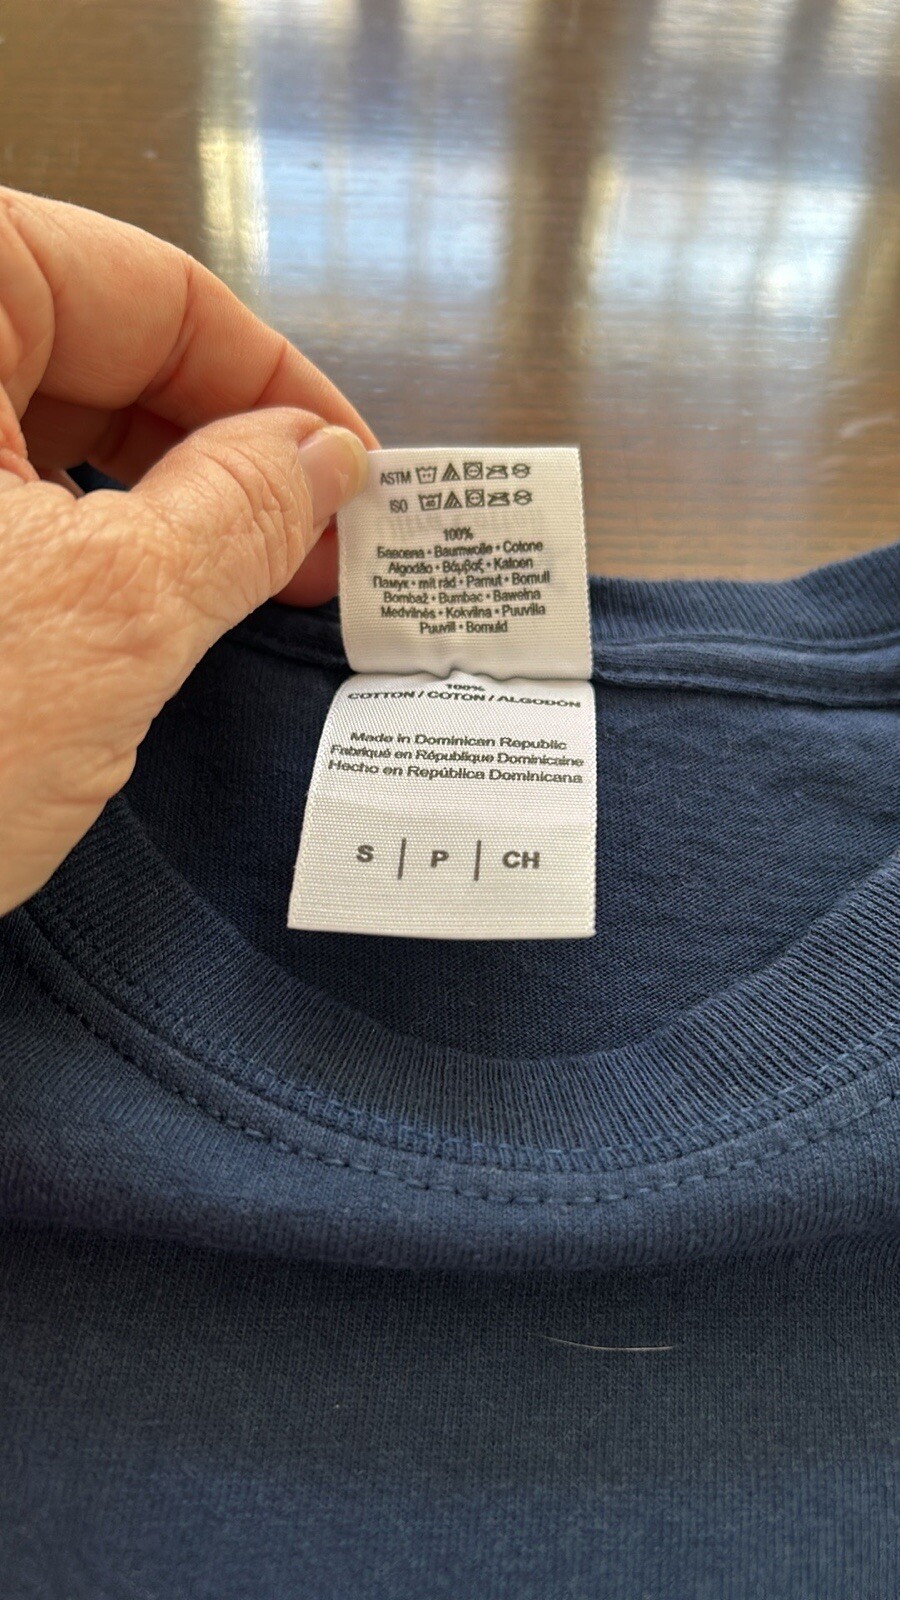 ASTM
ISO 40
100%
Бавовна • Baumwolle • Cotone
Algodão • Βάμβαξ • Katoen
Памук • mit rád • Pamut • Bomull
Bombaž • Bumbac • Bawełna
Medvilnės • Kokvilna • Puuvilla
Puuvill • Bomuld
100%
COTTON / COTON / ALGODÓN
Made in Dominican Republic
Fabriqué en République Dominicaine
Hecho en República Dominicana
S | P | CH